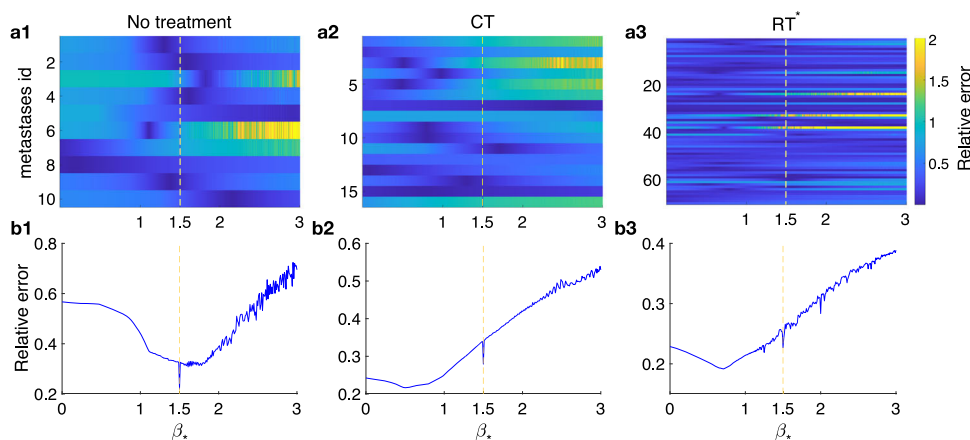 No treatment
CT
RT*
a1
a2
a3
metastases id
2
4
6
8
10
5
10
15
20
40
60
1 1.5 2 3
1 1.5 2 3
1 1.5 2 3
2
1.5
1
0.5
Relative error
b1
b2
b3
Relative error
0.8
0.6
0.4
0.2
0.6
0.5
0.4
0.3
0.2
0.4
0.3
0.2
0 1 1.5 2 3
0 1 1.5 2 3
0 1 1.5 2 3
β*
β*
β*